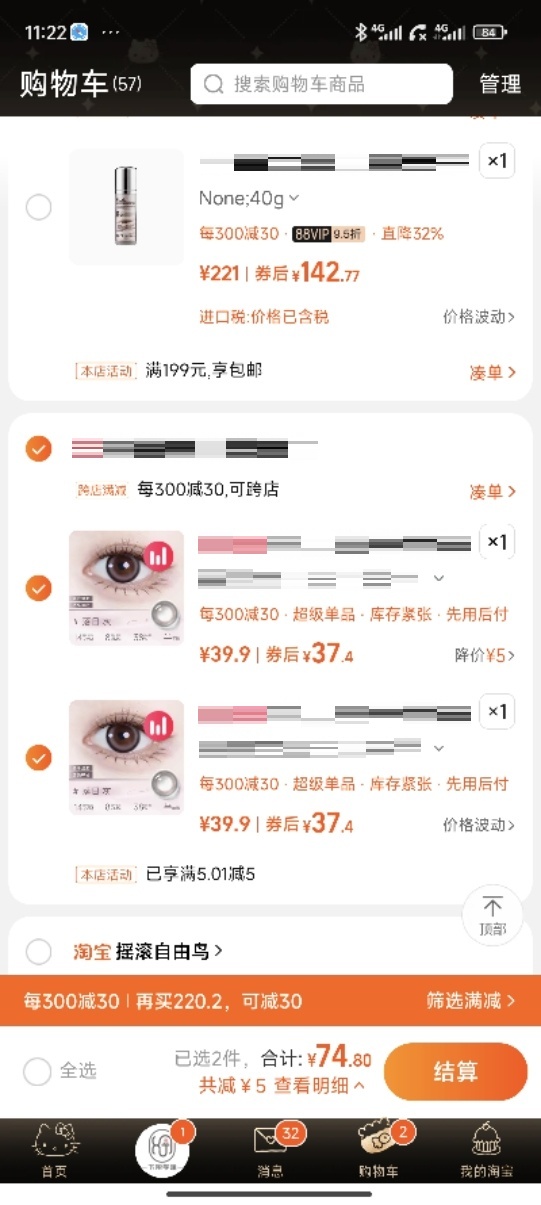 11:22 ... 4G 4G 84
购物车(57) 搜索购物车商品 管理
×1
None;40g
每300减30 · 88VIP 9.5折 · 直降32%
¥221 | 券后¥142.77
进口税:价格已含税 价格波动>
本店活动 满199元,享包邮 凑单>
跨店满减 每300减30,可跨店 凑单>
×1
每300减30 · 超级单品 · 库存紧张 · 先用后付
¥39.9 | 券后¥37.4 降价¥5>
×1
每300减30 · 超级单品 · 库存紧张 · 先用后付
¥39.9 | 券后¥37.4 价格波动>
本店活动 已享满5.01减5
顶部
淘宝 摇滚自由鸟>
每300减30 | 再买220.2，可减30 筛选满减>
全选 已选2件，合计:¥74.80 结算
共减¥5 查看明细
1 32 2
首页 消息 购物车 我的淘宝